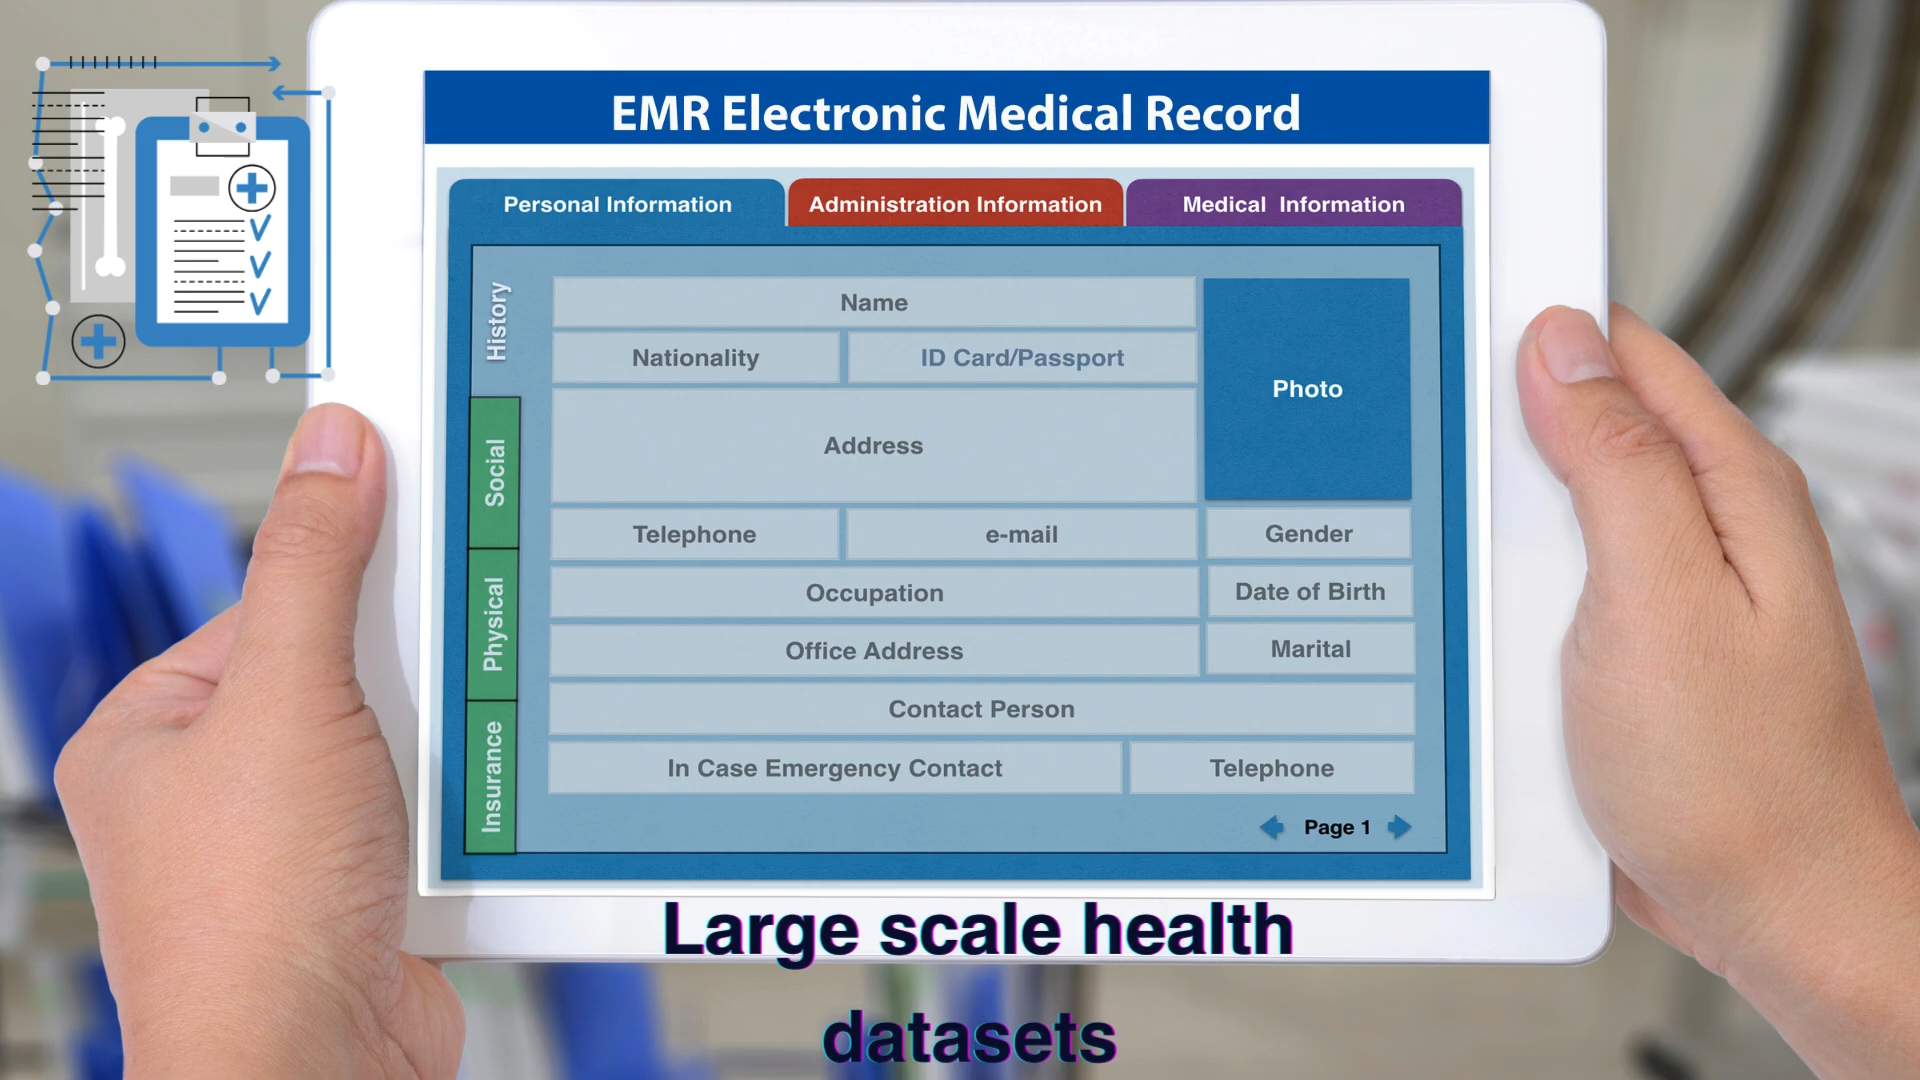 EMR Electronic Medical Record
Personal Information Administration Information Medical Information
History
Name
Photo
Nationality ID Card/Passport
Address
Social
Telephone e-mail Gender
Physical
Occupation Date of Birth
Office Address Marital
Insurance
Contact Person
In Case Emergency Contact Telephone
Page 1
Large scale health
datasets